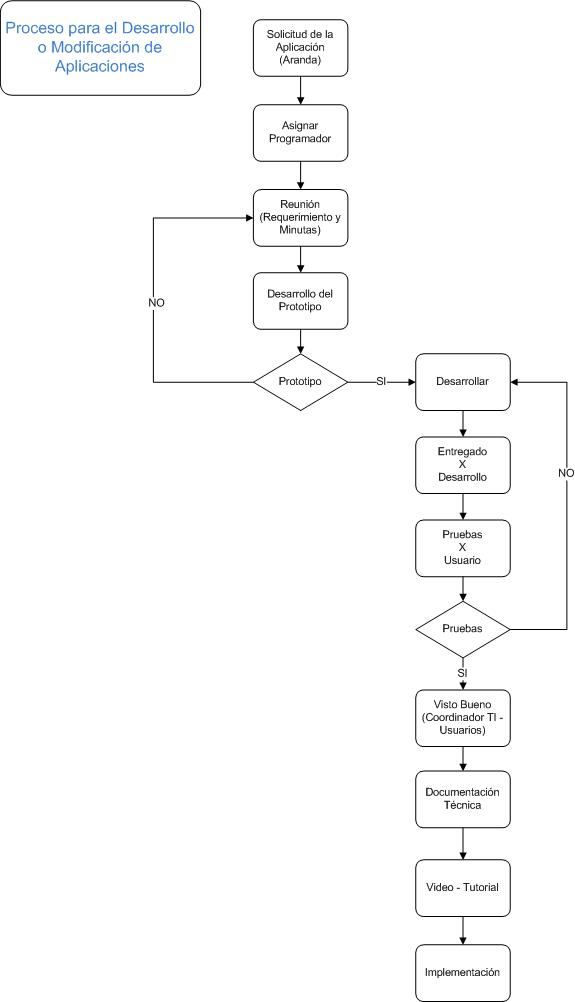 Proceso para el Desarrollo
o Modificación de
Aplicaciones
Solicitud de la
Aplicación
(Aranda)
Asignar
Programador
Reunión
(Requerimiento y
Minutas)
NO
Desarrollo del
Prototipo
Prototipo
SI
Desarrollar
Entregado
X
Desarrollo
NO
Pruebas
X
Usuario
Pruebas
SI
Visto Bueno
(Coordinador TI -
Usuarios)
Documentación
Técnica
Video - Tutorial
Implementación